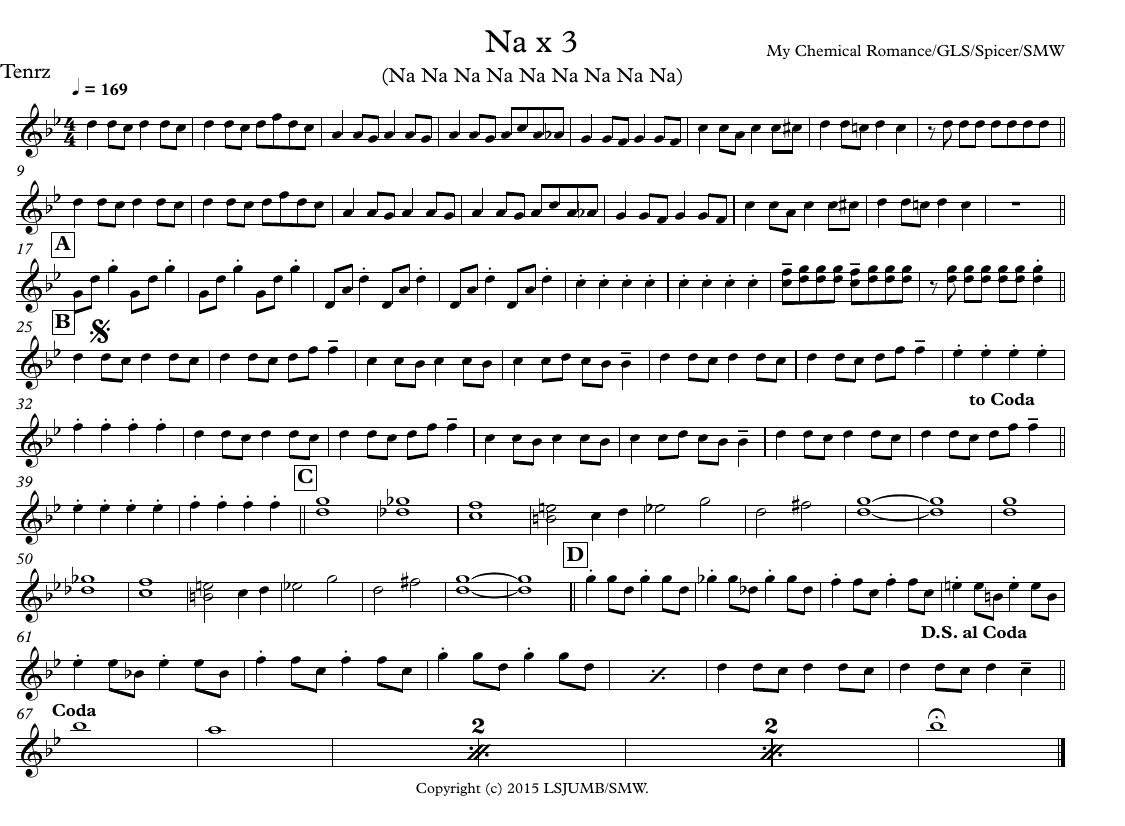 Na x 3
My Chemical Romance/GLS/Spicer/SMW
Tenrz
(Na Na Na Na Na Na Na Na Na)
♩ = 169
4/4
9
17
A
25
B
to Coda
32
39
C
50
D
D.S. al Coda
61
67
Coda
2
2
Copyright (c) 2015 LSJUMB/SMW.